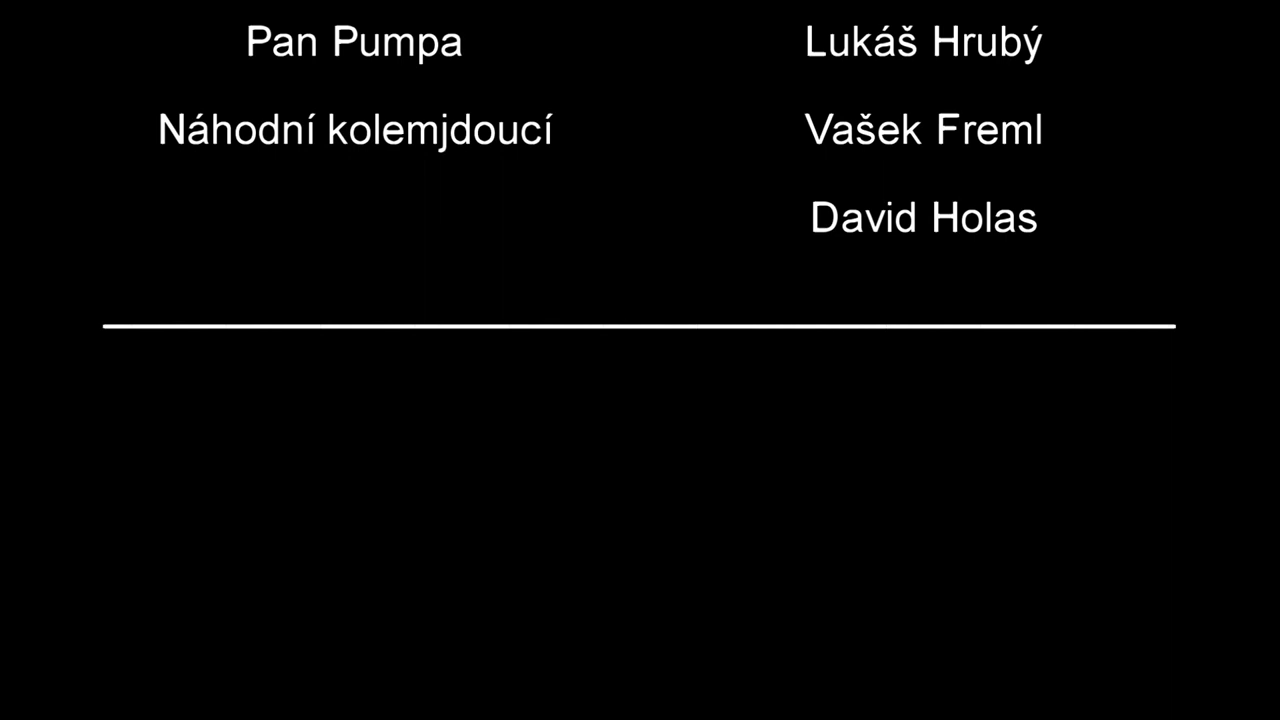 Pan Pumpa Lukáš Hrubý
Náhodní kolemjdoucí Vašek Freml
David Holas